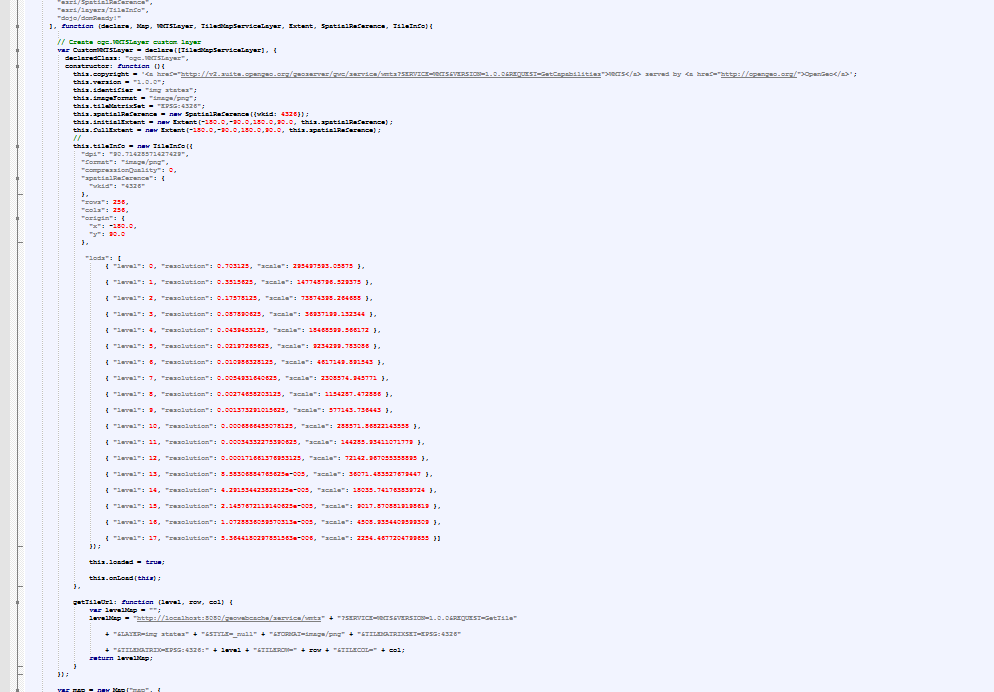 "esri/SpatialReference",
"esri/layers/TileInfo",
"dojo/domReady!"
], function (declare, Map, WMTSLayer, TiledMapServiceLayer, Extent, SpatialReference, TileInfo){
// Create ogc.WMTSLayer custom layer
var CustomWMTSLayer = declare([TiledMapServiceLayer], {
declaredClass: "ogc.WMTSLayer",
constructor: function (){
this.copyright = '<a href="http://v2.suite.opengeo.org/geoserver/gwc/service/wmts?SERVICE=WMTS&VERSION=1.0.0&REQUEST=GetCapabilities">WMTS</a> served by <a href="http://opengeo.org/">OpenGeo</a>';
this.version = "1.0.0";
this.identifier = "img states";
this.imageFormat = "image/png";
this.tileMatrixSet = "EPSG:4326";
this.spatialReference = new SpatialReference({wkid: 4326});
this.initialExtent = new Extent(-180.0,-90.0,180.0,90.0, this.spatialReference);
this.fullExtent = new Extent(-180.0,-90.0,180.0,90.0, this.spatialReference);
//
this.tileInfo = new TileInfo({
"dpi": "90.71428571427429",
"format": "image/png",
"compressionQuality": 0,
"spatialReference": {
"wkid": "4326"
},
"rows": 256,
"cols": 256,
"origin": {
"x": -180.0,
"y": 90.0
},
"lods": [
{ "level": 0, "resolution": 0.703125, "scale": 295497593.05875 },
{ "level": 1, "resolution": 0.3515625, "scale": 147748796.529375 },
{ "level": 2, "resolution": 0.17578125, "scale": 73874398.264688 },
{ "level": 3, "resolution": 0.087890625, "scale": 36937199.132344 },
{ "level": 4, "resolution": 0.0439453125, "scale": 18468599.566172 },
{ "level": 5, "resolution": 0.02197265625, "scale": 9234299.783086 },
{ "level": 6, "resolution": 0.010986328125, "scale": 4617149.891543 },
{ "level": 7, "resolution": 0.0054931640625, "scale": 2308574.945771 },
{ "level": 8, "resolution": 0.00274658203125, "scale": 1154287.472886 },
{ "level": 9, "resolution": 0.001373291015625, "scale": 577143.736443 },
{ "level": 10, "resolution": 0.0006866455078125, "scale": 288571.86822143558 },
{ "level": 11, "resolution": 0.00034332275390625, "scale": 144285.93411071779 },
{ "level": 12, "resolution": 0.000171661376953125, "scale": 72142.967055358895 },
{ "level": 13, "resolution": 8.58306884765625e-005, "scale": 36071.483527679447 },
{ "level": 14, "resolution": 4.291534423828125e-005, "scale": 18035.741763839724 },
{ "level": 15, "resolution": 2.1457672119140625e-005, "scale": 9017.8708819198619 },
{ "level": 16, "resolution": 1.0728836059570313e-005, "scale": 4508.9354409599309 },
{ "level": 17, "resolution": 5.3644180297851563e-006, "scale": 2254.4677204799655 }]
});
this.loaded = true;
this.onLoad(this);
},
getTileUrl: function (level, row, col) {
var levelMap = "";
levelMap = "http://localhost:8080/geowebcache/service/wmts" + "?SERVICE=WMTS&VERSION=1.0.0&REQUEST=GetTile"
+ "&LAYER=img states" + "&STYLE=_null" + "&FORMAT=image/png" + "&TILEMATRIXSET=EPSG:4326"
+ "&TILEMATRIX=EPSG:4326:" + level + "&TILEROW=" + row + "&TILECOL=" + col;
return levelMap;
}
});
var map = new Map("map", {